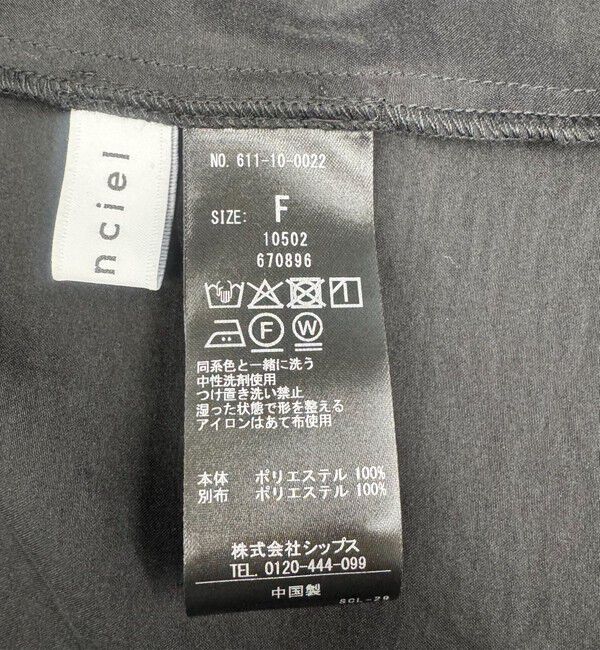 nciel
NO. 611-10-0022
SIZE: F
10502
670896
F W
同系色と一緒に洗う
中性洗剤使用
つけ置き洗い禁止
湿った状態で形を整える
アイロンはあて布使用
本体 ポリエステル 100%
別布 ポリエステル 100%
株式会社シップス
TEL. 0120-444-099
中国製
SCL-29